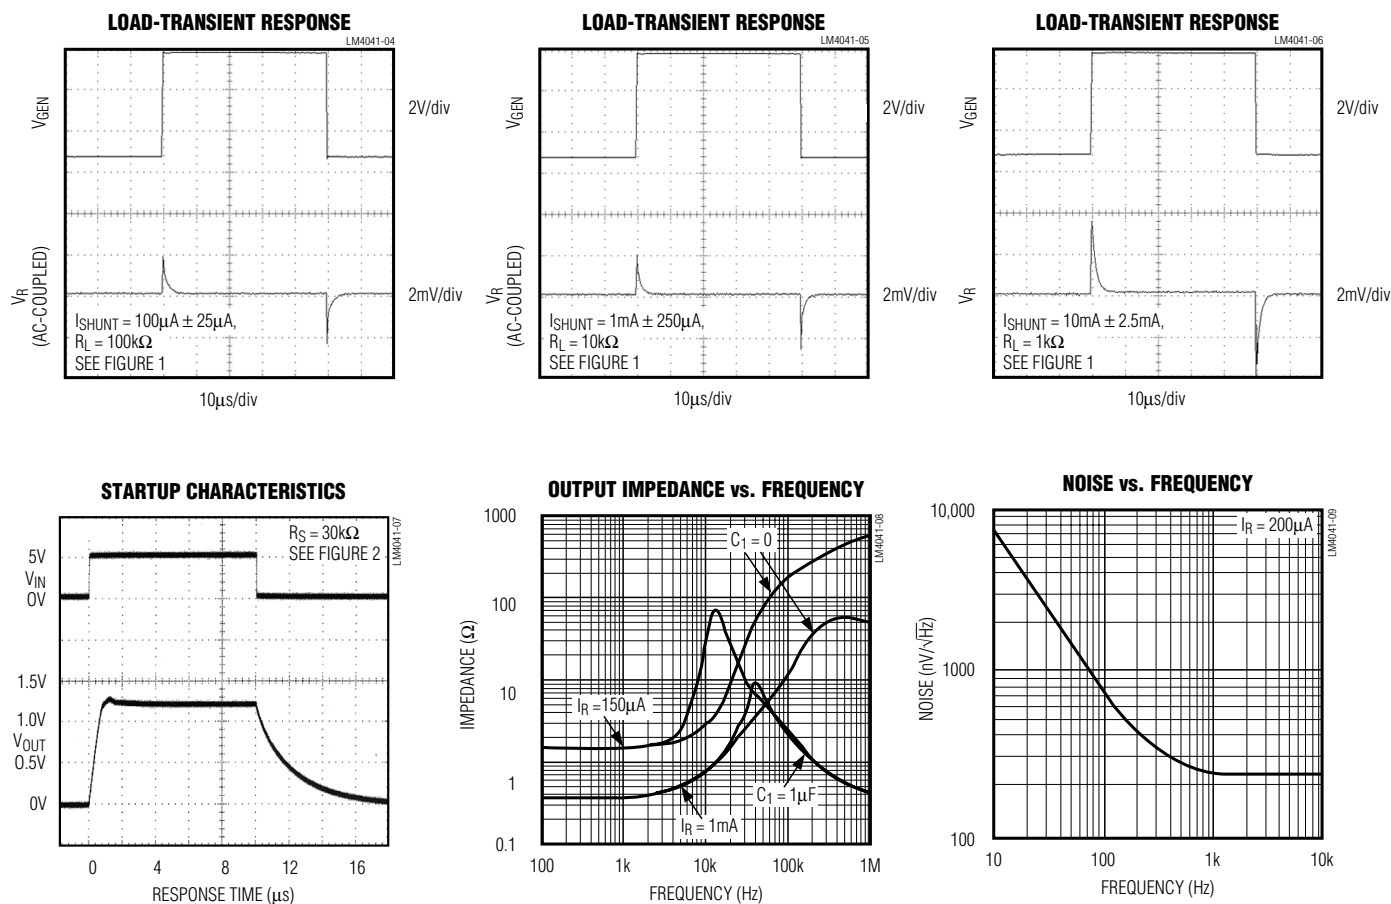 LOAD-TRANSIENT RESPONSE
LM4041-04
VGEN
2V/div
VR
(AC-COUPLED)
2mV/div
ISHUNT = 100µA ± 25µA,
RL = 100kΩ
SEE FIGURE 1
10µs/div
LOAD-TRANSIENT RESPONSE
LM4041-05
VGEN
2V/div
VR
(AC-COUPLED)
2mV/div
ISHUNT = 1mA ± 250µA,
RL = 10kΩ
SEE FIGURE 1
10µs/div
LOAD-TRANSIENT RESPONSE
LM4041-06
VGEN
2V/div
VR
2mV/div
ISHUNT = 10mA ± 2.5mA,
RL = 1kΩ
SEE FIGURE 1
10µs/div
STARTUP CHARACTERISTICS
LM4041-07
RS = 30kΩ
SEE FIGURE 2
5V
VIN
0V
1.5V
1.0V
VOUT
0.5V
0V
0 4 8 12 16
RESPONSE TIME (µs)
OUTPUT IMPEDANCE vs. FREQUENCY
LM4041-08
IMPEDANCE (Ω)
1000
100
10
1
0.1
C1 = 0
IR = 150µA
C1 = 1µF
IR = 1mA
100 1k 10k 100k 1M
FREQUENCY (Hz)
NOISE vs. FREQUENCY
LM4041-09
NOISE (nV/√Hz)
10,000
1000
100
IR = 200µA
10 100 1k 10k
FREQUENCY (Hz)